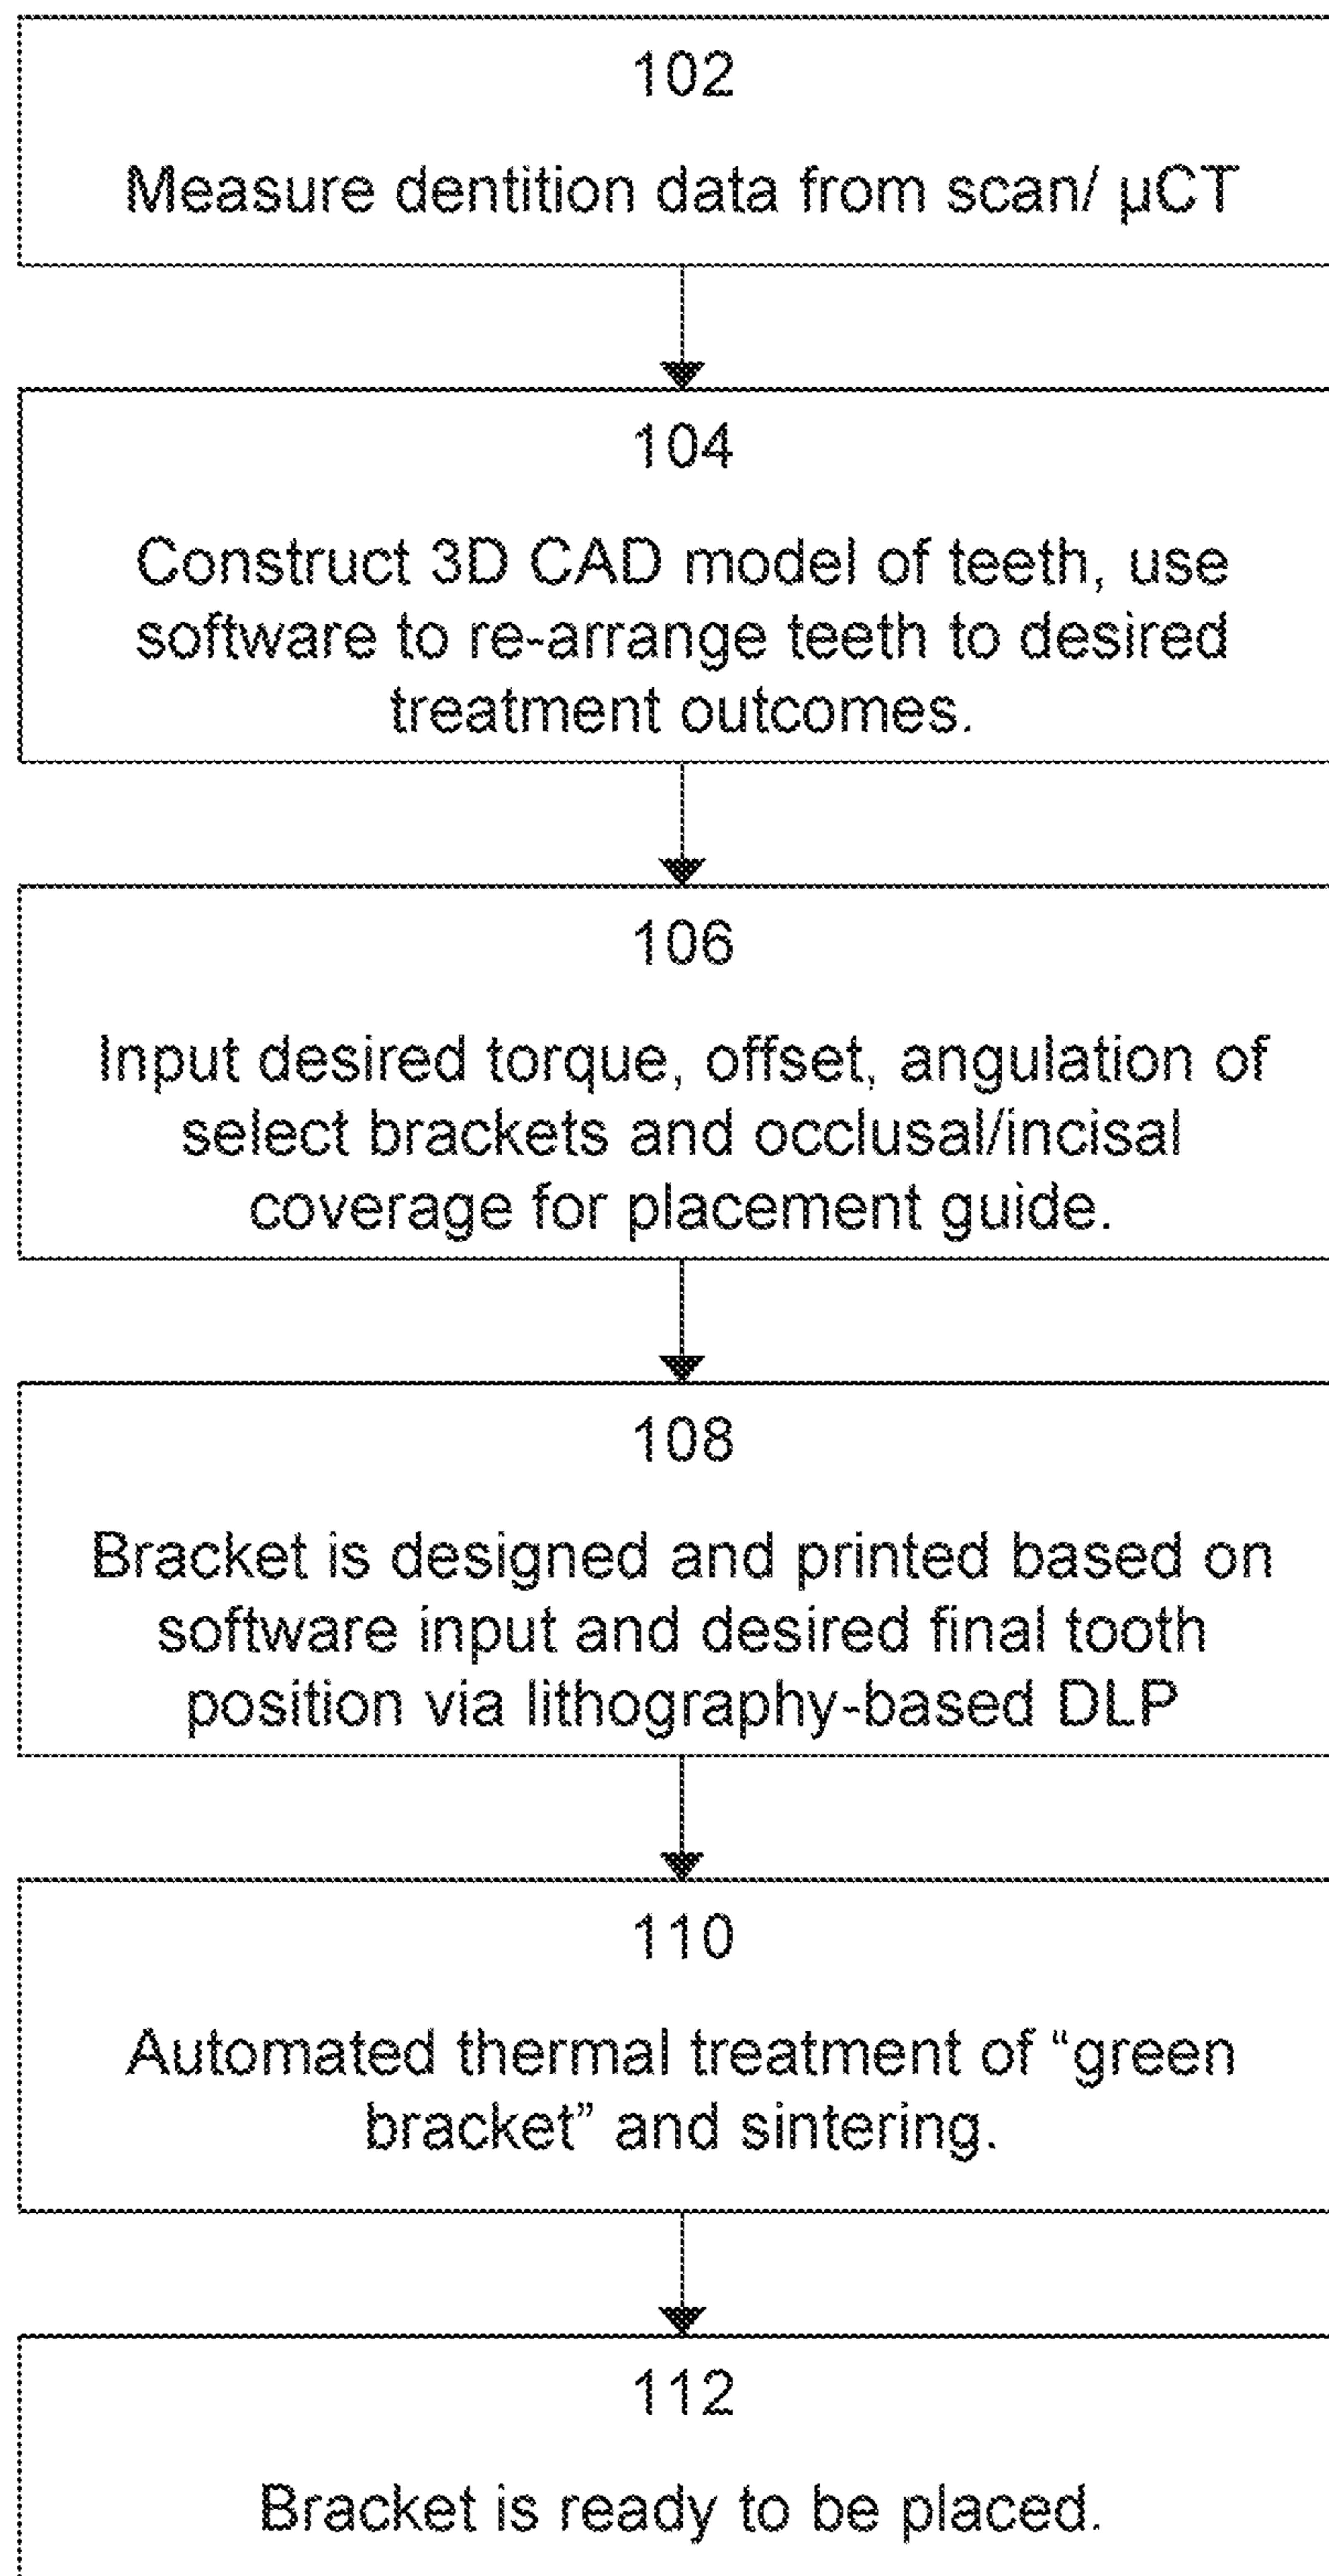 102
Measure dentition data from scan/ µCT
104
Construct 3D CAD model of teeth, use
software to re-arrange teeth to desired
treatment outcomes.
106
Input desired torque, offset, angulation of
select brackets and occlusal/incisal
coverage for placement guide.
108
Bracket is designed and printed based on
software input and desired final tooth
position via lithography-based DLP
110
Automated thermal treatment of “green
bracket” and sintering.
112
Bracket is ready to be placed.